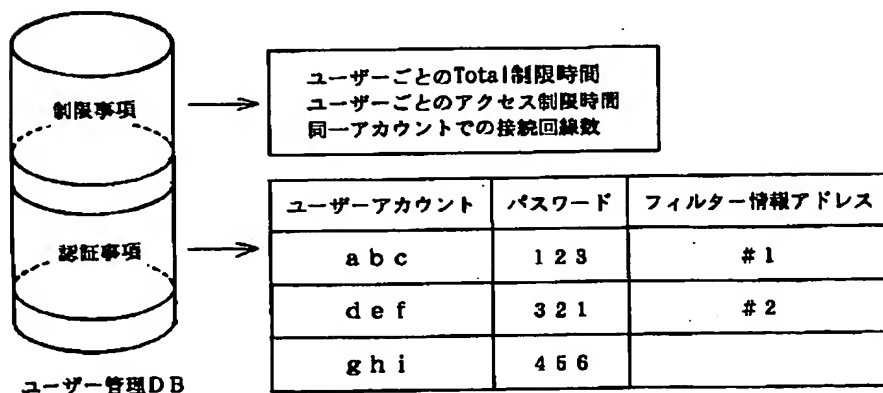 制限事項
ユーザーごとのTotal制限時間
ユーザーごとのアクセス制限時間
同一アカウントでの接続回線数
認証事項
ユーザーアカウント パスワード フィルター情報アドレス
abc 123 #1
def 321 #2
ghi 456
ユーザー管理DB